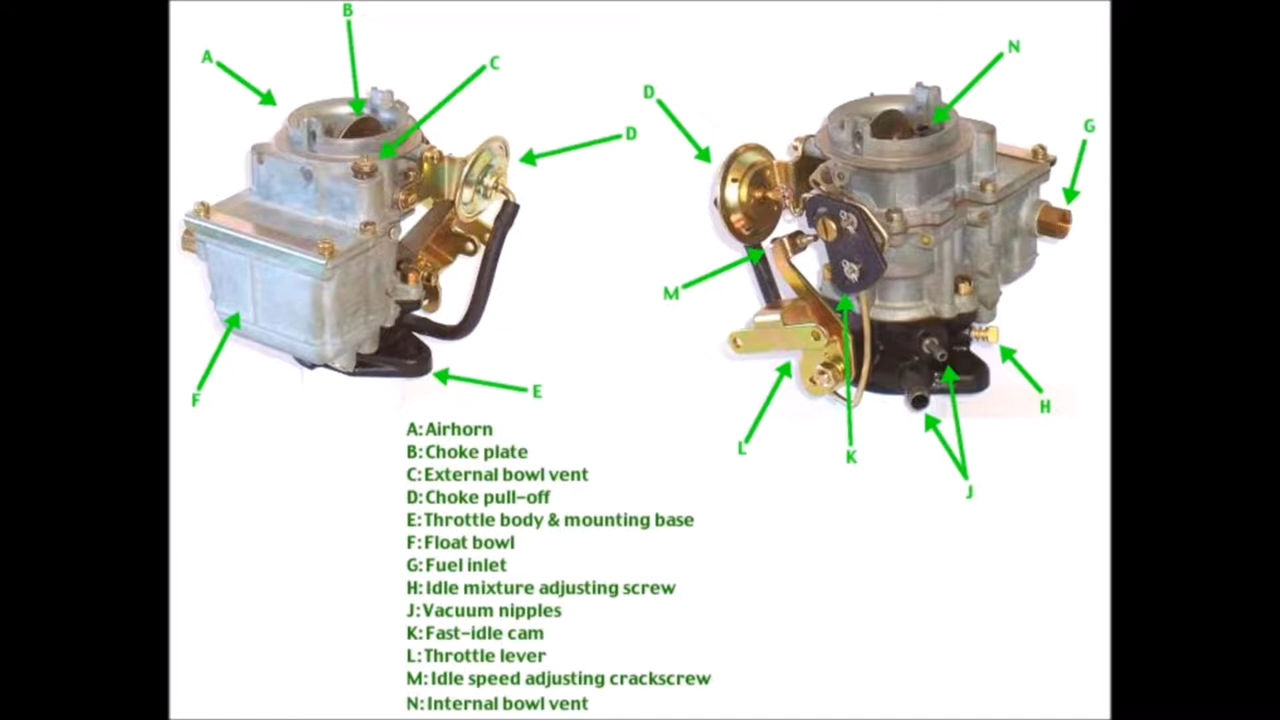 B
N
A
C
D
D
G
M
F
E
L
K
H
J
A: Airhorn
B: Choke plate
C: External bowl vent
D: Choke pull-off
E: Throttle body & mounting base
F: Float bowl
G: Fuel inlet
H: Idle mixture adjusting screw
J: Vacuum nipples
K: Fast-idle cam
L: Throttle lever
M: Idle speed adjusting crackscrew
N: Internal bowl vent